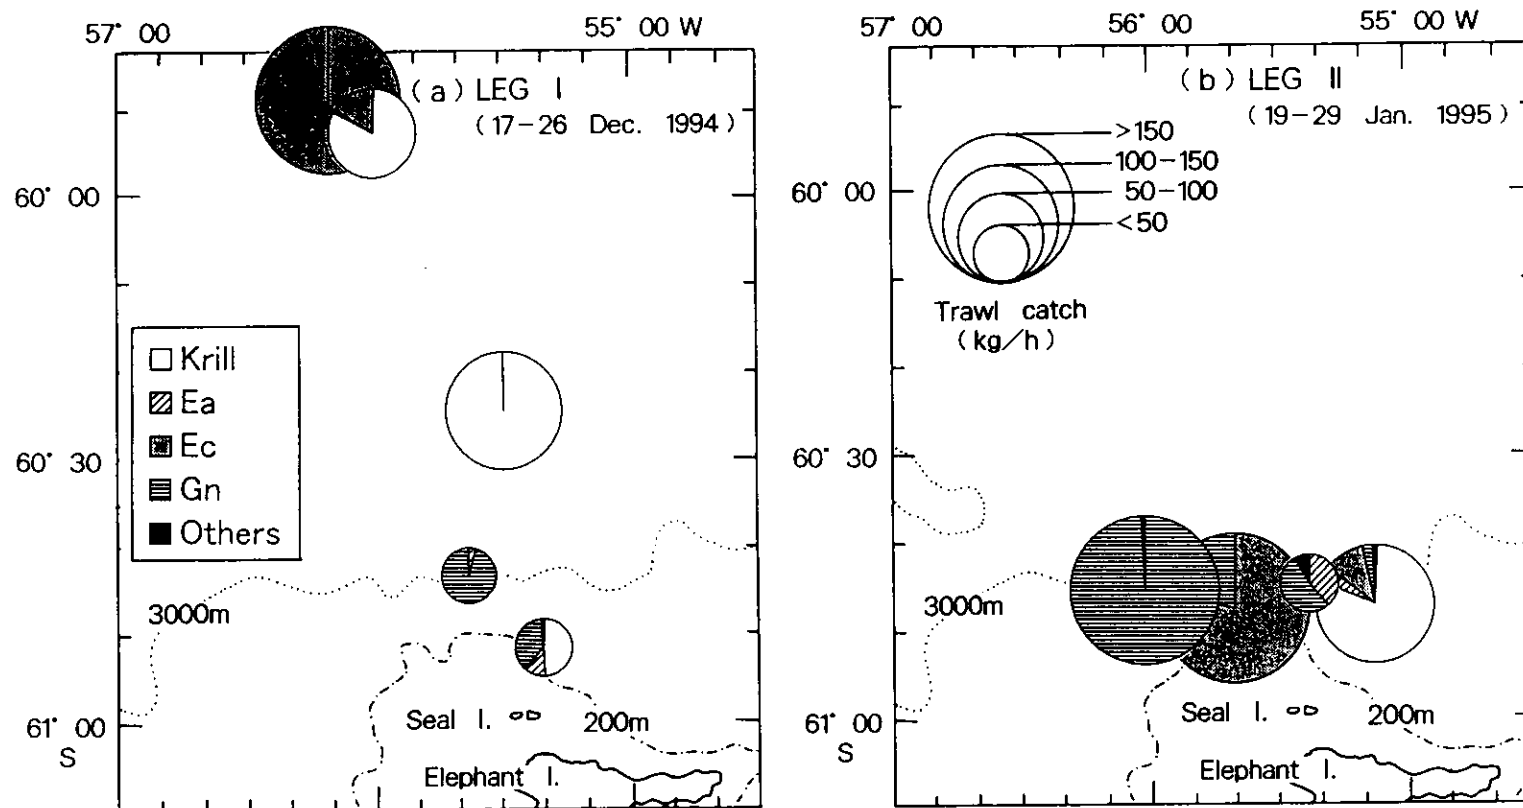 57° 00
55° 00 W
(a) LEG I
(17-26 Dec. 1994)
60° 00
Krill
Ea
Ec
Gn
Others
60° 30
3000m
Seal I.
200m
61° 00
S
Elephant I.
57° 00
56° 00
55° 00 W
(b) LEG II
(19-29 Jan. 1995)
>150
100-150
50-100
<50
60° 00
Trawl catch
(kg/h)
60° 30
3000m
Seal I.
200m
61° 00
S
Elephant I.